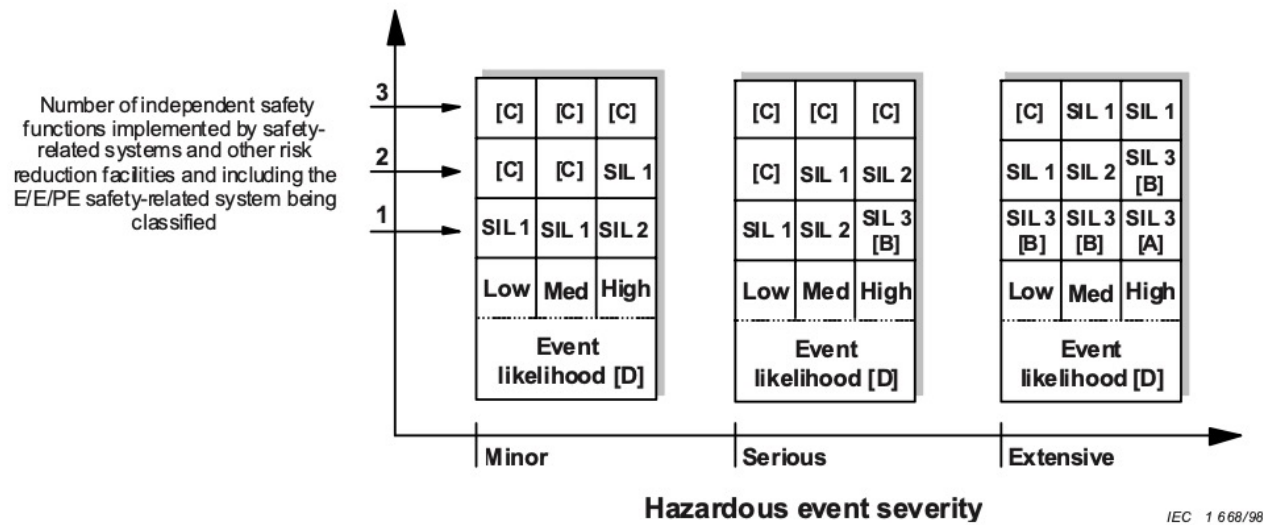 Number of independent safety
functions implemented by safety-
related systems and other risk
reduction facilities and including the
E/E/PE safety-related system being
classified
3
2
1
[C] [C] [C]
[C] [C] SIL 1
SIL 1 SIL 1 SIL 2
Low Med High
Event
likelihood [D]
[C] [C] [C]
[C] SIL 1 SIL 2
SIL 1 SIL 2 SIL 3
[B]
Low Med High
Event
likelihood [D]
[C] SIL 1 SIL 1
SIL 1 SIL 2 SIL 3
[B]
SIL 3 SIL 3 SIL 3
[B] [B] [A]
Low Med High
Event
likelihood [D]
Minor
Serious
Extensive
Hazardous event severity
IEC 1 668/98